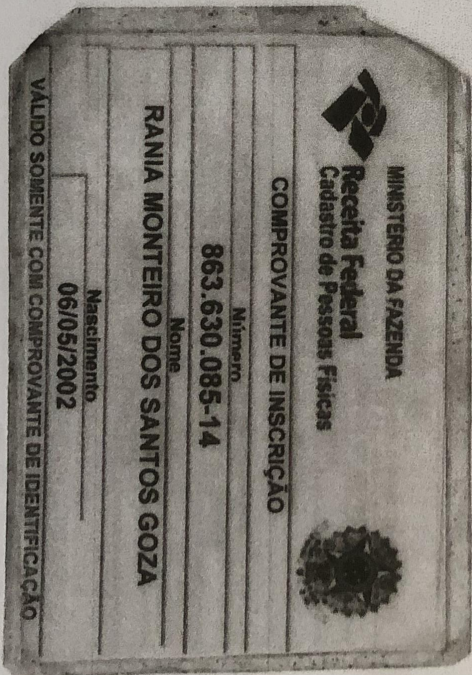 MINISTÉRIO DA FAZENDA
Receita Federal
Cadastro de Pessoas Físicas
COMPROVANTE DE INSCRIÇÃO
Número
863.630.085-14
Nome
RANIA MONTEIRO DOS SANTOS GOZA
Nascimento
06/05/2002
VÁLIDO SOMENTE COM COMPROVANTE DE IDENTIFICAÇÃO